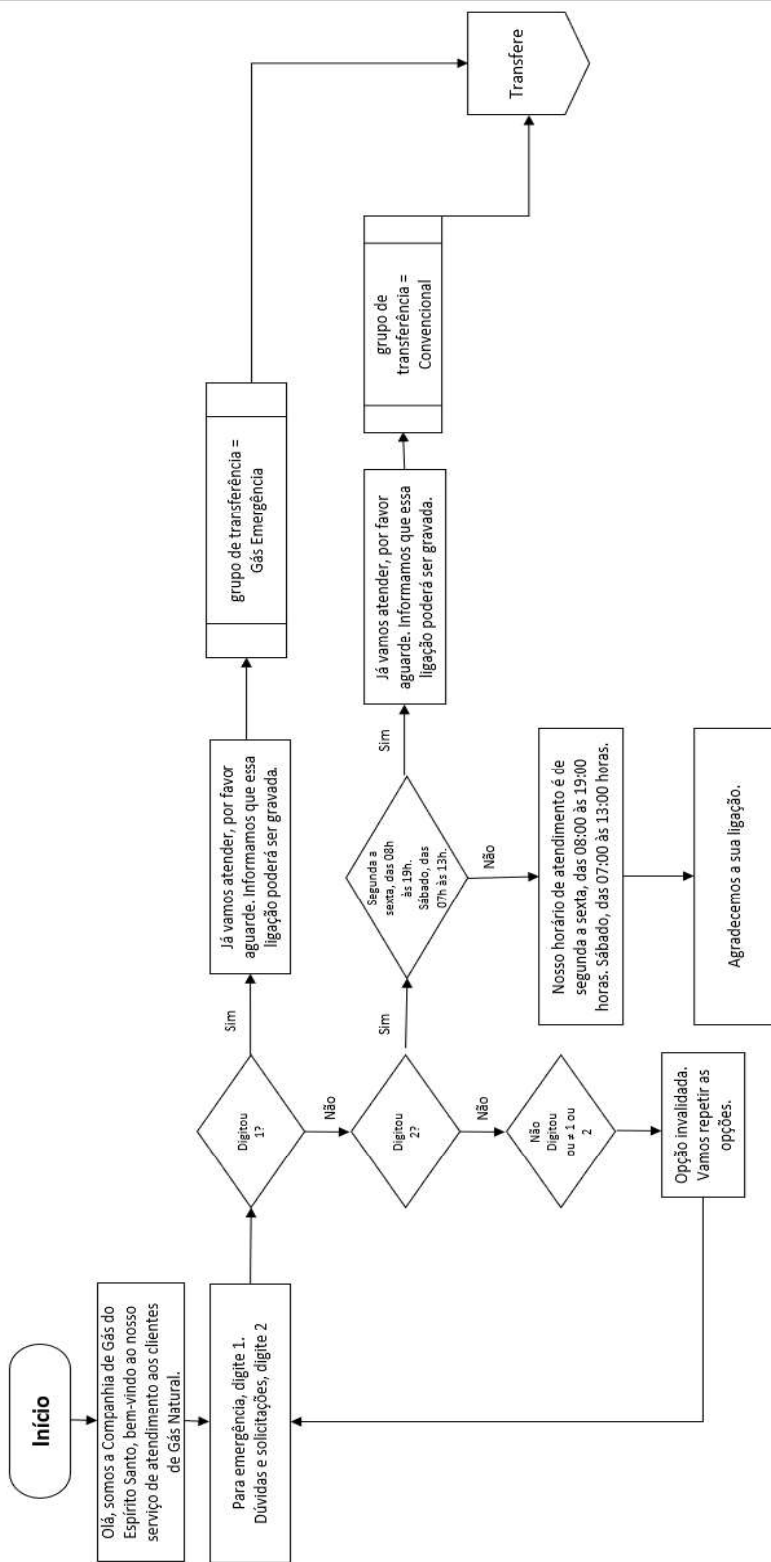 Início
Olá, somos a Companhia de Gás do
Espírito Santo, bem-vindo ao nosso
serviço de atendimento aos clientes
de Gás Natural.
Para emergência, digite 1.
Dúvidas e solicitações, digite 2
Digitou
1?
Sim
Não
Já vamos atender, por favor
aguarde. Informamos que essa
ligação poderá ser gravada.
grupo de transferência =
Gás Emergência
Digitou
2?
Sim
Não
Segunda a
sexta, das 08h
às 19h.
Sábado, das
07h às 13h.
Sim
Não
Já vamos atender, por favor
aguarde. Informamos que essa
ligação poderá ser gravada.
grupo de
transferência =
Convencional
Transfere
Não
Digitou
ou ≠ 1 ou
2
Opção invalidada.
Vamos repetir as
opções.
Nosso horário de atendimento é de
segunda a sexta, das 08:00 às 19:00
horas. Sábado, das 07:00 às 13:00 horas.
Agradecemos a sua ligação.